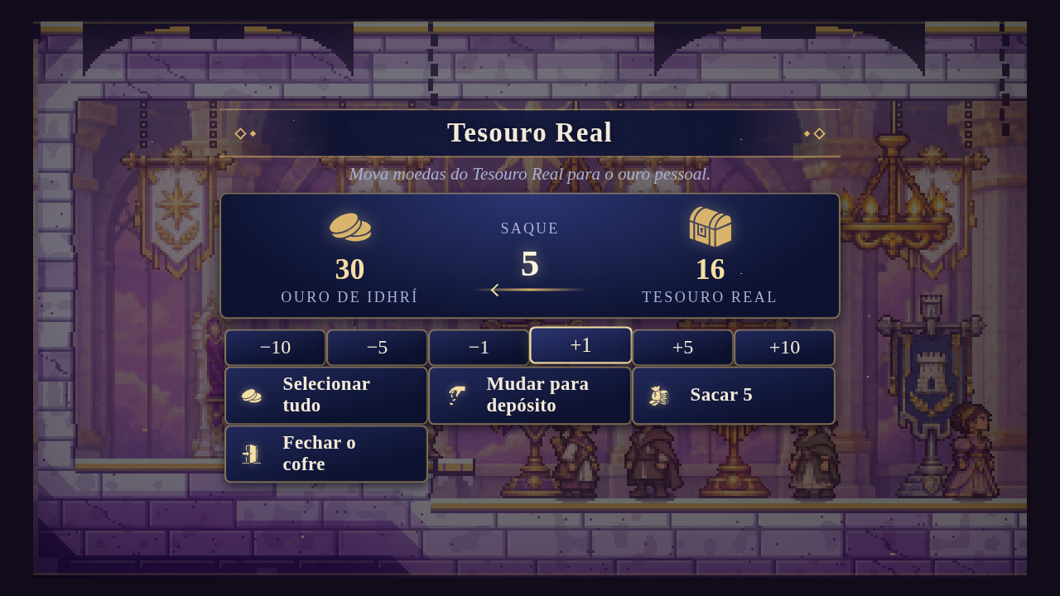 Tesouro Real
Mova moedas do Tesouro Real para o ouro pessoal.
SAQUE
30
5
16
OURO DE IDHRÍ
TESOURO REAL
−10
−5
−1
+1
+5
+10
Selecionar
tudo
Mudar para
depósito
Sacar 5
Fechar o
cofre